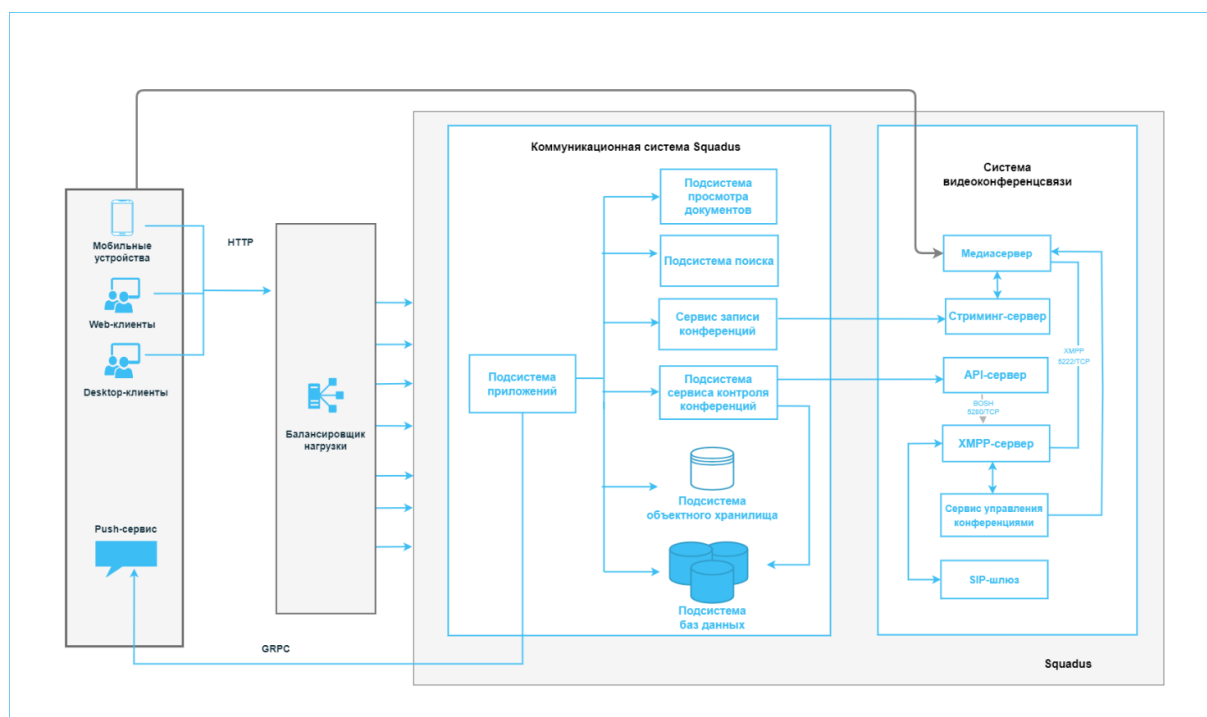 Коммуникационная система Squadus
Система
видеоконференцсвязи
Мобильные
устройства
Web-клиенты
Desktop-клиенты
Push-сервис
HTTP
Балансировщик
нагрузки
GRPC
Подсистема
приложений
Подсистема
просмотра
документов
Подсистема поиска
Сервис записи
конференций
Подсистема
сервиса контроля
конференций
Подсистема
объектного хранилища
Подсистема
баз данных
Медиасервер
Стриминг-сервер
XMPP
5222/TCP
API-сервер
BOSH
5280/TCP
XMPP-сервер
Сервис управления
конференциями
SIP-шлюз
Squadus